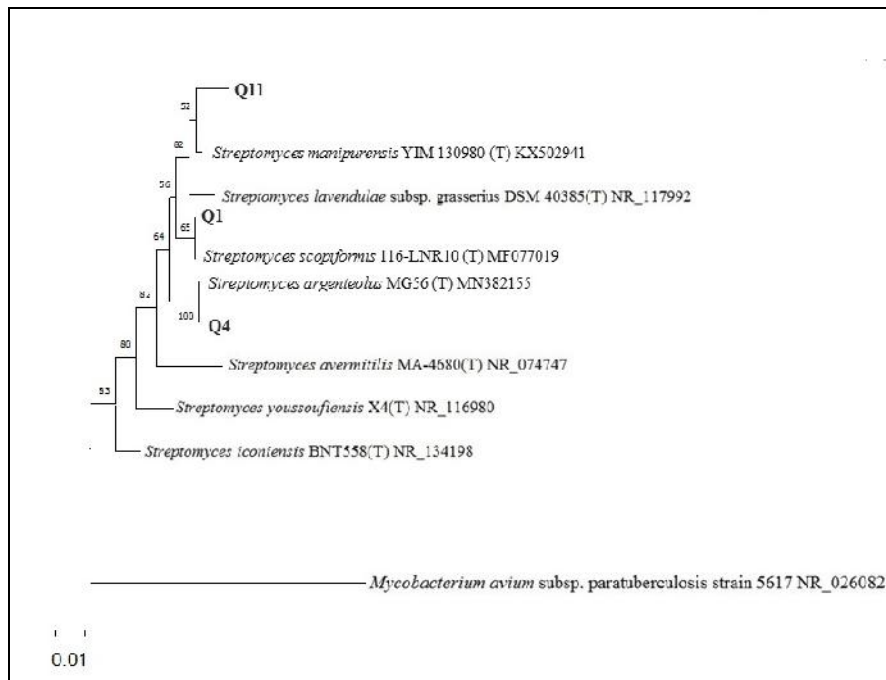 Q11
52
Streptomyces manipurensis YIM 130980 (T) KX502941
62
Streptomyces lavendulae subsp. grasserius DSM 40385(T) NR_117992
56
Q1
65
Streptomyces scopiformis 116-LNR10 (T) MF077019
64
Streptomyces argenteolus MG56 (T) MN382155
100
Q4
Streptomyces avermitilis MA-4680(T) NR_074747
80
Streptomyces youssoufiensis X4(T) NR_116980
Streptomyces iconiensis BNT558(T) NR_134198
Mycobacterium avium subsp. paratuberculosis strain 5617 NR_026082
0.01